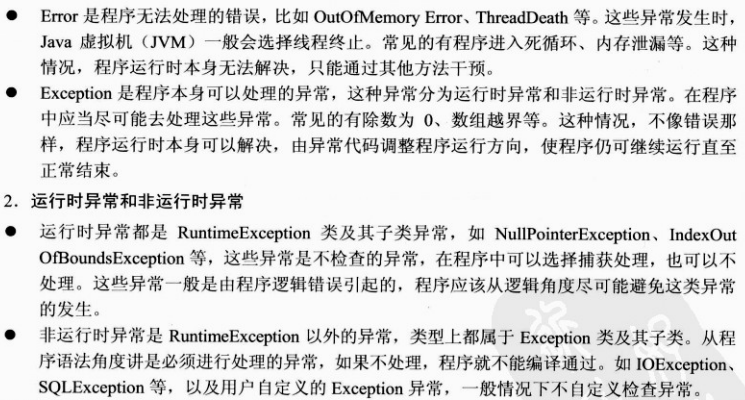 ● Error 是程序无法处理的错误，比如 OutOfMemory Error、ThreadDeath 等。这些异常发生时，
Java 虚拟机（JVM）一般会选择线程终止。常见的有程序进入死循环、内存泄漏等。这种
情况，程序运行时本身无法解决，只能通过其他方法干预。
● Exception 是程序本身可以处理的异常，这种异常分为运行时异常和非运行时异常。在程序
中应当尽可能去处理这些异常。常见的有除数为 0、数组越界等。这种情况，不像错误那
样，程序运行时本身可以解决，由异常代码调整程序运行方向，使程序仍可继续运行直至
正常结束。
2．运行时异常和非运行时异常
● 运行时异常都是 RuntimeException 类及其子类异常，如 NullPointerException、IndexOut
OfBoundsException 等，这些异常是不检查的异常，在程序中可以选择捕获处理，也可以不
处理。这些异常一般是由程序逻辑错误引起的，程序应该从逻辑角度尽可能避免这类异常
的发生。
● 非运行时异常是 RuntimeException 以外的异常，类型上都属于 Exception 类及其子类。从程
序语法角度讲是必须进行处理的异常，如果不处理，程序就不能编译通过。如 IOException、
SQLException 等，以及用户自定义的 Exception 异常，一般情况下不自定义检查异常。